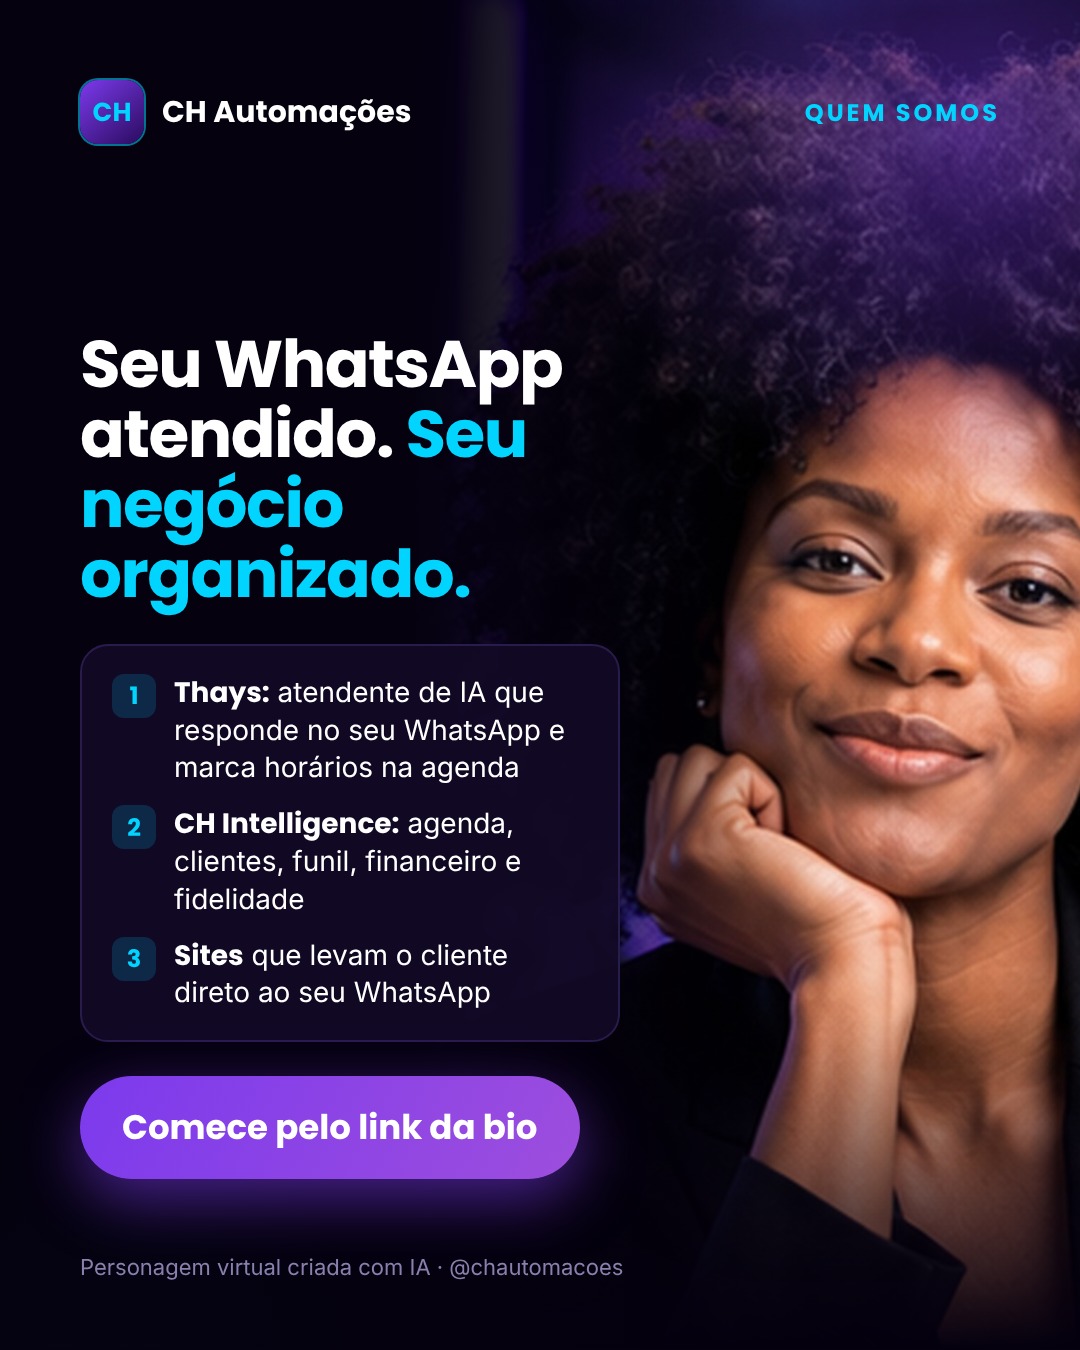 CH
CH Automações
QUEM SOMOS
Seu WhatsApp
atendido. Seu
negócio
organizado.
1
Thays: atendente de IA que
responde no seu WhatsApp e
marca horários na agenda
2
CH Intelligence: agenda,
clientes, funil, financeiro e
fidelidade
3
Sites que levam o cliente
direto ao seu WhatsApp
Comece pelo link da bio
Personagem virtual criada com IA · @chautomacoes